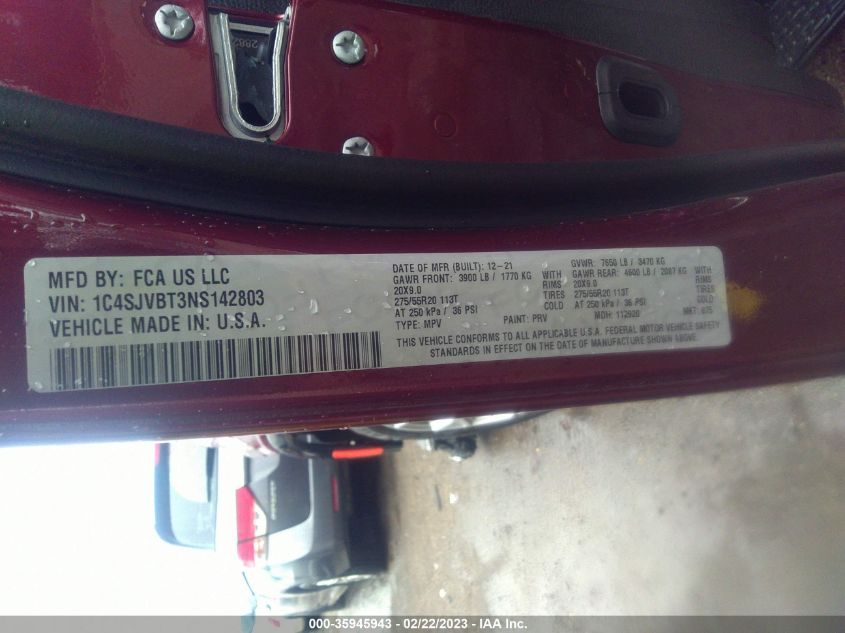 MFD BY: FCA US LLC
VIN: 1C4SJVBT3NS142803
VEHICLE MADE IN: U.S.A.
DATE OF MFR (BUILT): 12-21
GAWR FRONT: 3900 LB / 1770 KG WITH
20X9.0 RIMS
275/55R20 113T TIRES
AT 250 kPa / 36 PSI
TYPE: MPV PAINT: PRV
GVWR: 7650 LB / 3470 KG
GAWR REAR: 4600 LB / 2087 KG WITH
20X9.0 RIMS
275/55R20 113T TIRES
AT 250 kPa / 36 PSI
MDH: 112920 MKT: 675
THIS VEHICLE CONFORMS TO ALL APPLICABLE U.S.A. FEDERAL MOTOR VEHICLE SAFETY
STANDARDS IN EFFECT ON THE DATE OF MANUFACTURE SHOWN ABOVE.
000-35945943 - 02/22/2023 - IAA Inc.